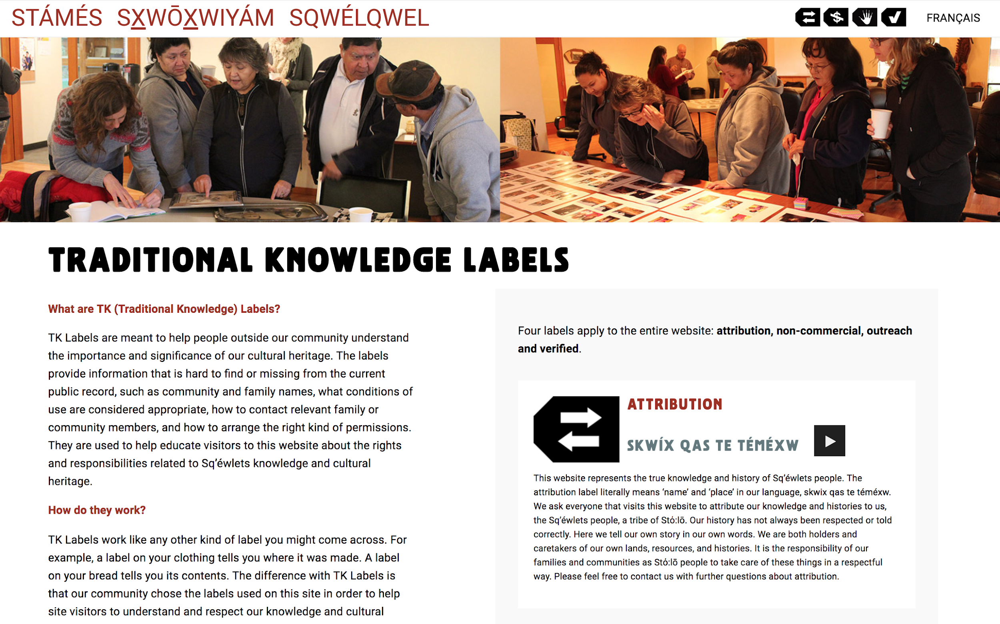 STÁMÉS SX̲WŌX̲WIYÁM SQWÉLQWEL
FRANÇAIS
TRADITIONAL KNOWLEDGE LABELS
What are TK (Traditional Knowledge) Labels?
TK Labels are meant to help people outside our community understand
the importance and significance of our cultural heritage. The labels
provide information that is hard to find or missing from the current
public record, such as community and family names, what conditions of
use are considered appropriate, how to contact relevant family or
community members, and how to arrange the right kind of permissions.
They are used to help educate visitors to this website about the rights
and responsibilities related to Sq’éwlets knowledge and cultural
heritage.
How do they work?
TK Labels work like any other kind of label you might come across. For
example, a label on your clothing tells you where it was made. A label
on your bread tells you its contents. The difference with TK Labels is
that our community chose the labels used on this site in order to help
site visitors to understand and respect our knowledge and cultural
Four labels apply to the entire website: attribution, non-commercial, outreach
and verified.
ATTRIBUTION
SKWÍX QAS TE TÉMÉXW
This website represents the true knowledge and history of Sq’éwlets people. The
attribution label literally means ‘name’ and ‘place’ in our language, skwix qas te téméxw.
We ask everyone that visits this website to attribute our knowledge and histories to us,
the Sq’éwlets people, a tribe of Stó:lō. Our history has not always been respected or told
correctly. Here we tell our own story in our own words. We are both holders and
caretakers of our own lands, resources, and histories. It is the responsibility of our
families and communities as Stó:lō people to take care of these things in a respectful
way. Please feel free to contact us with further questions about attribution.